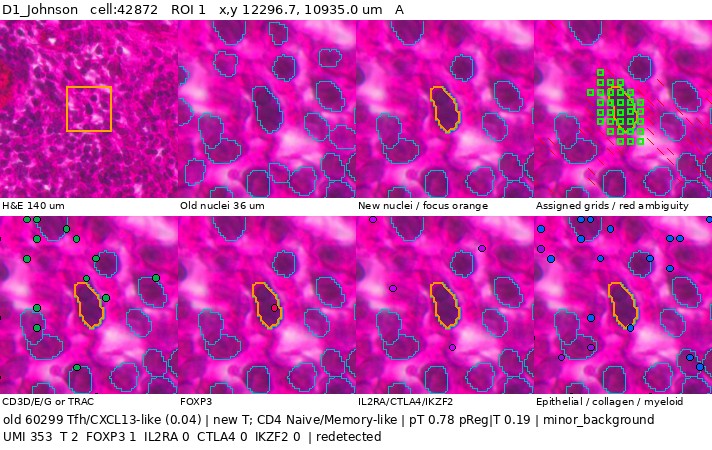 D1_Johnson   cell:42872   ROI 1   x,y 12296.7, 10935.0 um   A
H&E 140 um
Old nuclei 36 um
New nuclei / focus orange
Assigned grids / red ambiguity
CD3D/E/G or TRAC
FOXP3
IL2RA/CTLA4/IKZF2
Epithelial / collagen / myeloid
old 60299 Tfh/CXCL13-like (0.04) | new T; CD4 Naive/Memory-like | pT 0.78 pReg|T 0.19 | minor_background
UMI 353  T 2  FOXP3 1  IL2RA 0  CTLA4 0  IKZF2 0  | redetected